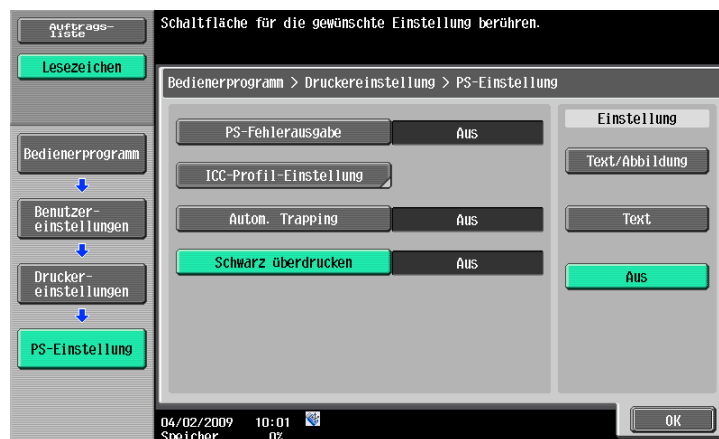 Auftrags-
liste
Schaltfläche für die gewünschte Einstellung berühren.
Lesezeichen
Bedienerprogramm > Druckereinstellung > PS-Einstellung
Einstellung
PS-Fehlerausgabe Aus
Bedienerprogramm
Text/Abbildung
ICC-Profil-Einstellung
Benutzer-
einstellungen
Autom. Trapping Aus
Text
Schwarz überdrucken Aus
Aus
Drucker-
einstellungen
PS-Einstellung
04/02/2009 10:01
Speicher 0%
OK